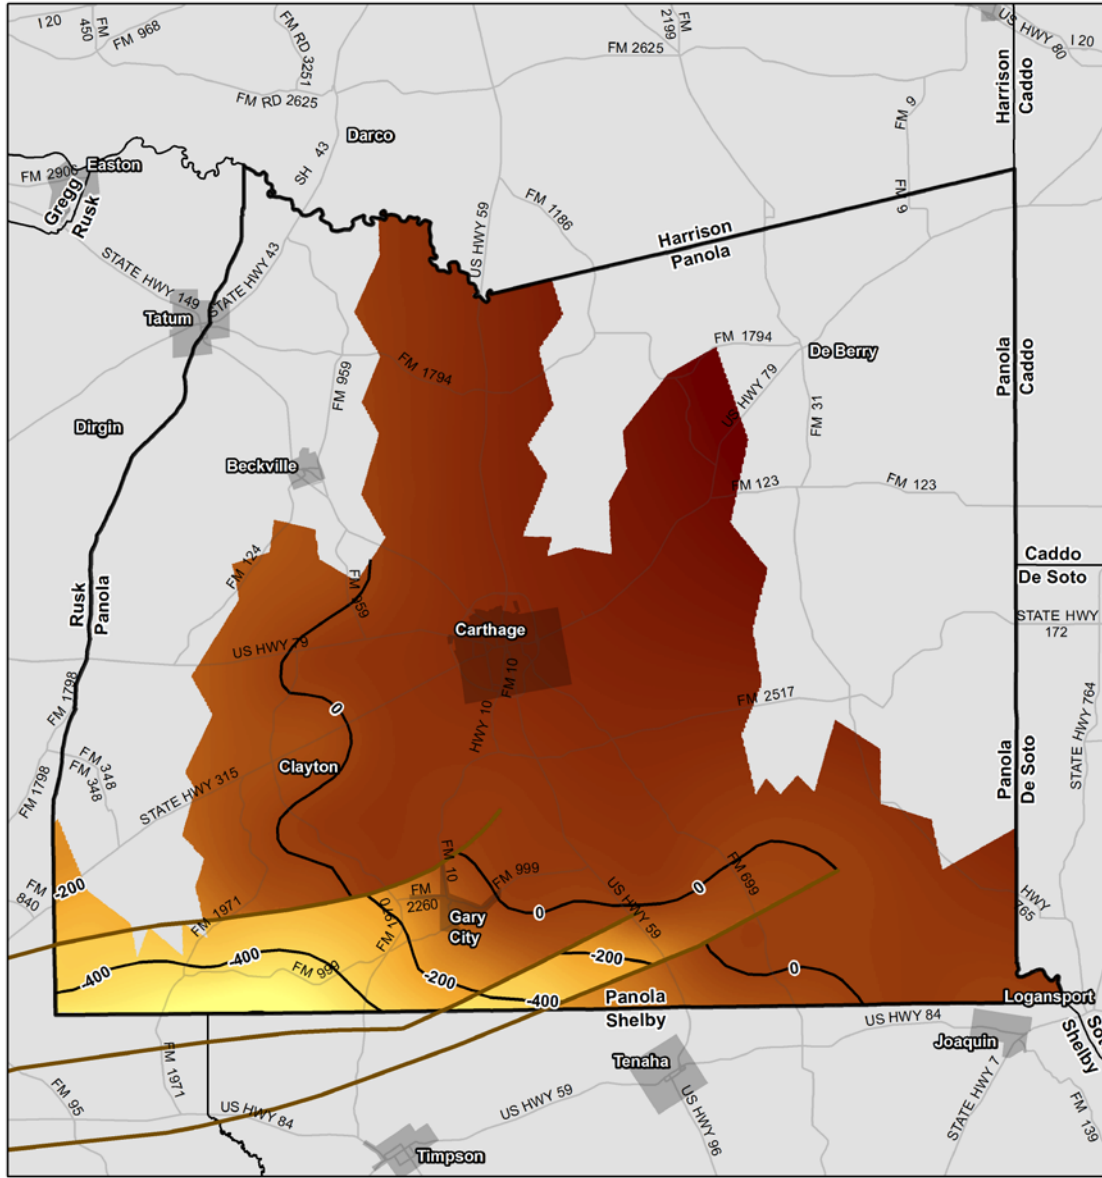 I 20
FM
450
FM 968
FM RD
3251
FM
2199
FM 2625
US HWY 80
I 20
Harrison
Caddo
FM RD 2625
FM 9
Darco
SH 43
FM 2906
Easton
Gregg
Rusk
FM 1186
FM 9
US HWY 59
Harrison
Panola
STATE HWY 149
STATE HWY 43
Tatum
FM 1794
FM 1794
De Berry
Panola
Caddo
FM 959
US HWY 79
FM 31
Dirgin
Beckville
FM 123
FM 123
FM 124
Caddo
De Soto
FM 959
Rusk
Panola
STATE HWY
172
Carthage
US HWY 79
FM 10
FM 1798
FM 2517
STATE HWY 764
0
HWY 10
Panola
De Soto
FM 348
FM 348
Clayton
STATE HWY 315
FM 1798
FM 10
FM 999
FM 699
FM
840
-200
FM
2260
0
HWY
765
FM 1971
FM 1970
Gary
City
0
US HWY 59
-400
-400
FM 999
-200
-200
0
-400
Panola
Shelby
Logansport
Soto
Shelby
US HWY 84
Joaquin
FM 1971
Tenaha
STATE HWY 7
FM 95
US HWY 84
US HWY 59
US HWY 96
FM 139
Timpson